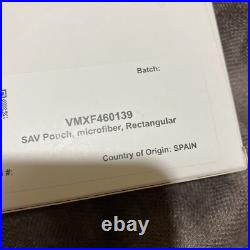 Batch:
VMXF460139
SAV Pouch, microfiber, Rectangular
Country of Origin: SPAIN
#: